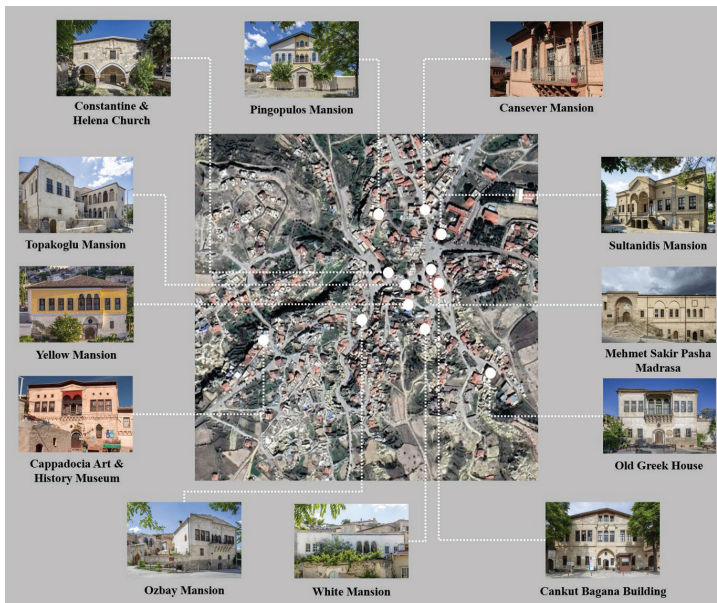 Constantine &
Helena Church
Pingopulos Mansion
Cansever Mansion
Topakoglu Mansion
Sultanidis Mansion
Yellow Mansion
Mehmet Sakir Pasha
Madrasa
Cappadocia Art &
History Museum
Old Greek House
Ozbay Mansion
White Mansion
Cankut Bagana Building